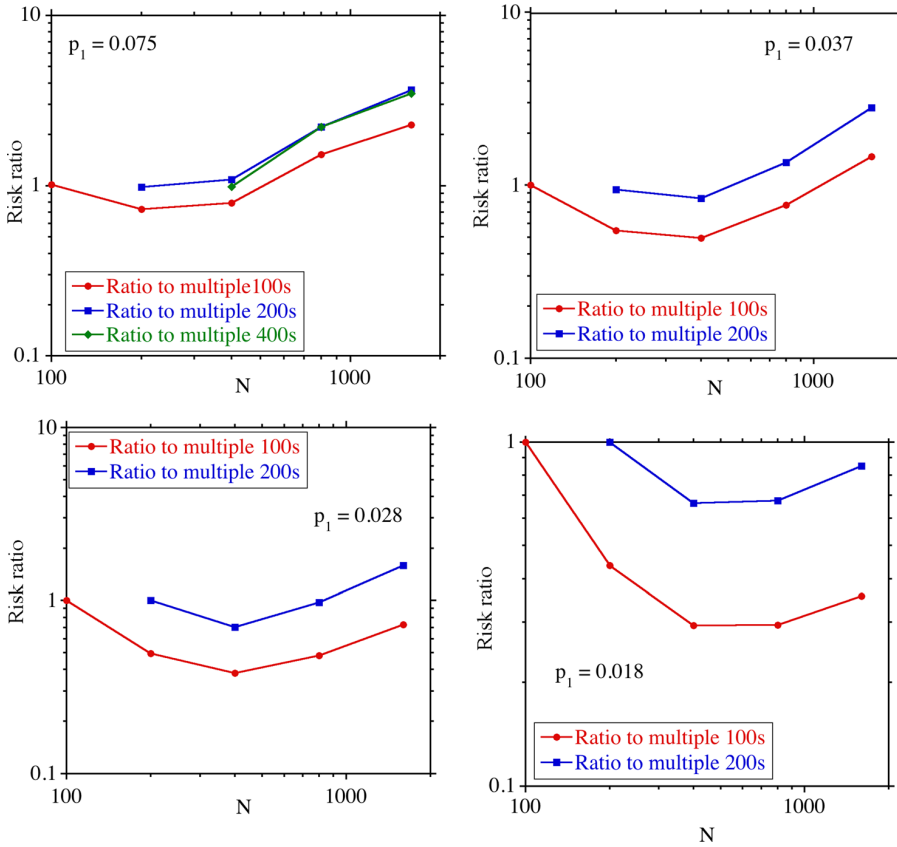 10
p1 = 0.075
1
Risk ratio
Ratio to multiple100s
Ratio to multiple 200s
Ratio to multiple 400s
0.1
100
1000
N
10
p1 = 0.037
1
Risk ratio
Ratio to multiple 100s
Ratio to multiple 200s
0.1
100
1000
N
10
Ratio to multiple 100s
Ratio to multiple 200s
p1 = 0.028
1
Risk ratio
0.1
100
1000
N
1
Risk ratio
p1 = 0.018
Ratio to multiple 100s
Ratio to multiple 200s
0.1
100
1000
N